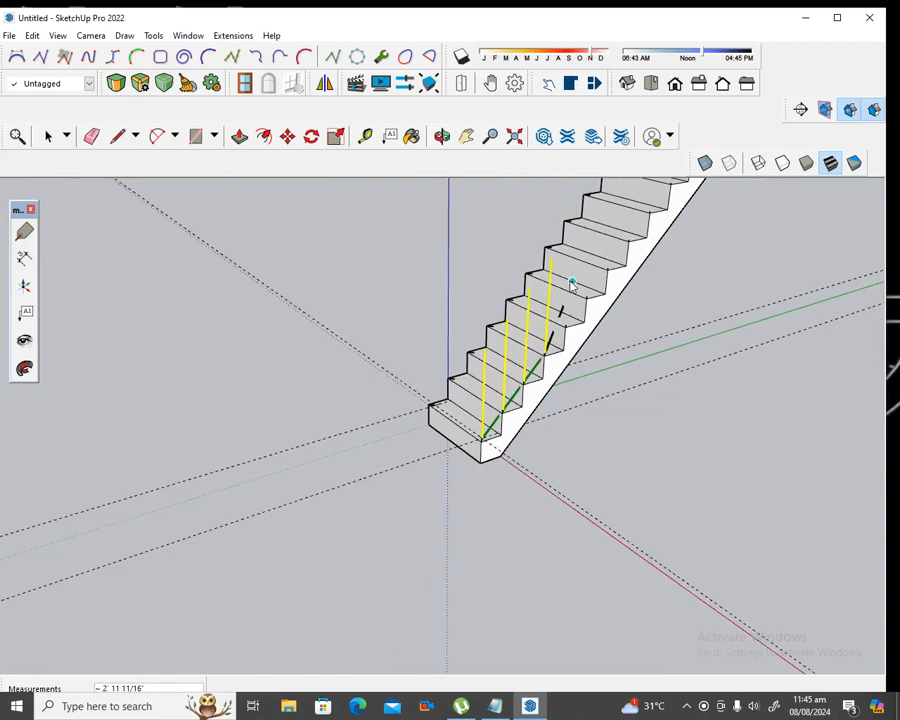 Untitled - SketchUp Pro 2022
File Edit View Camera Draw Tools Window Extensions Help
J F M A M J J A S O N D
06:43 AM Noon 04:45 PM
Untagged
m...
A1
Activate Windows
Go to Settings to Activate Windows.
Measurements ~ 2' 11 11/16"
Type here to search
31°C
11:45 am
08/08/2024
3